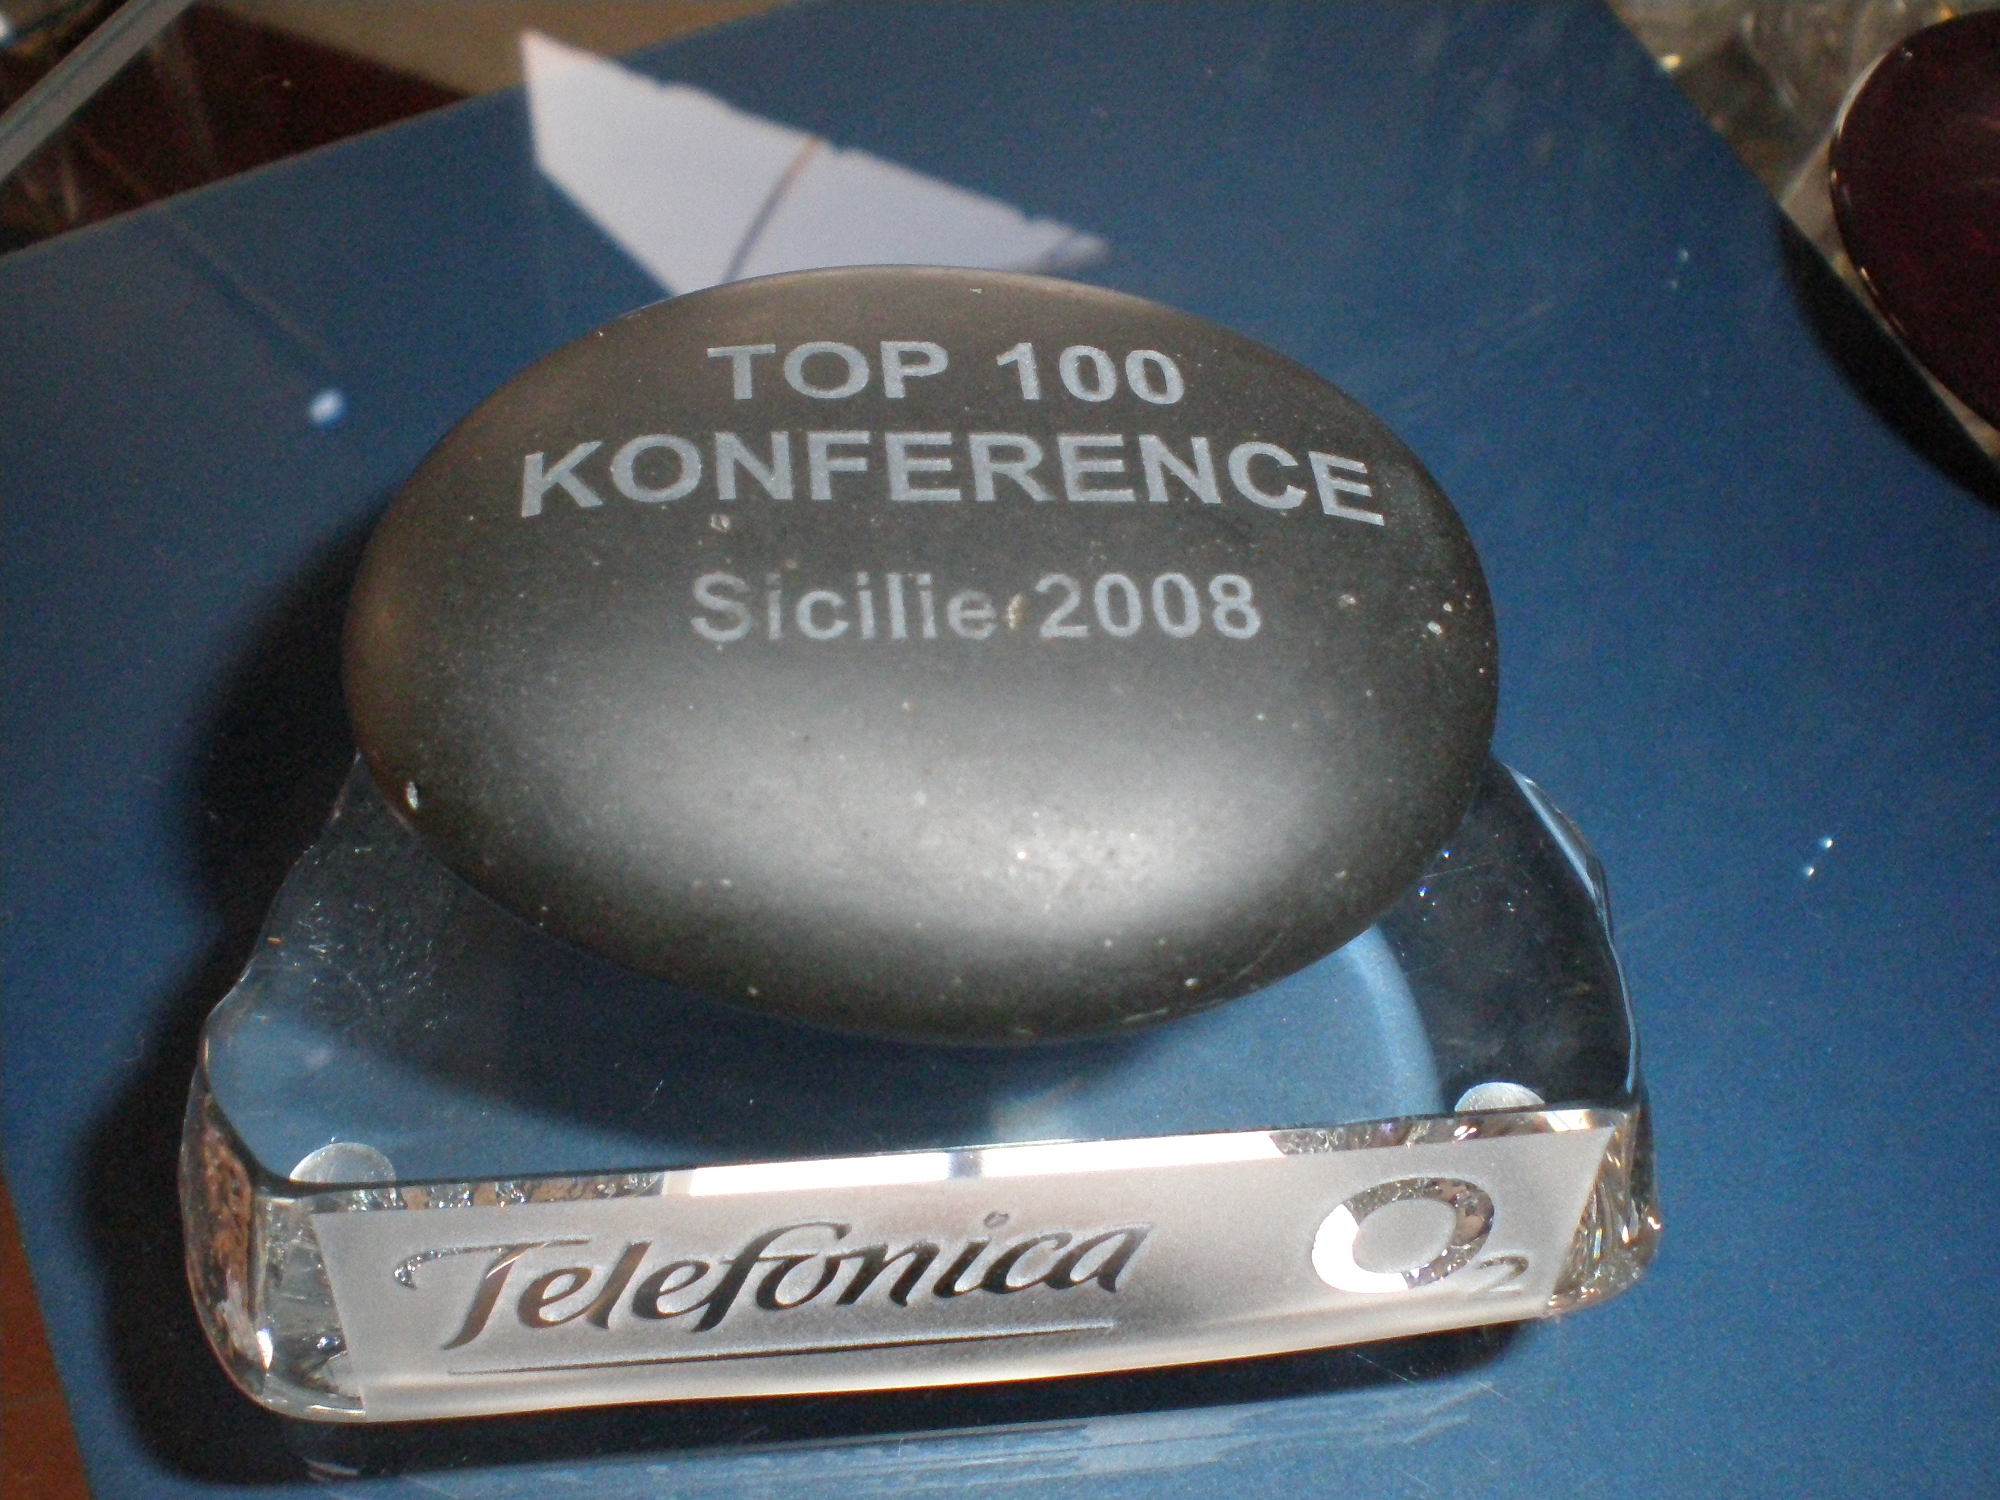 TOP 100
KONFERENCE
Sicilie 2008
Telefonica O2